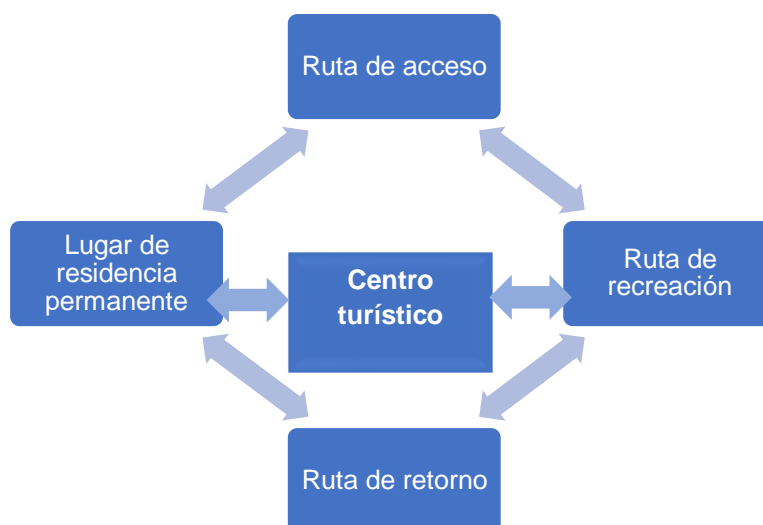 Ruta de acceso
Lugar de
residencia
permanente
Centro
turístico
Ruta de
recreación
Ruta de retorno